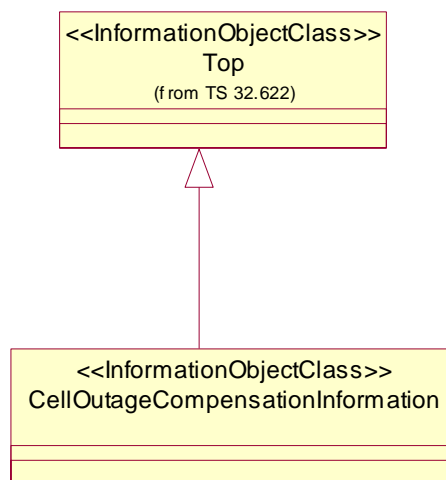 <<InformationObjectClass>>
Top
(from TS 32.622)
<<InformationObjectClass>>
CellOutageCompensationInformation